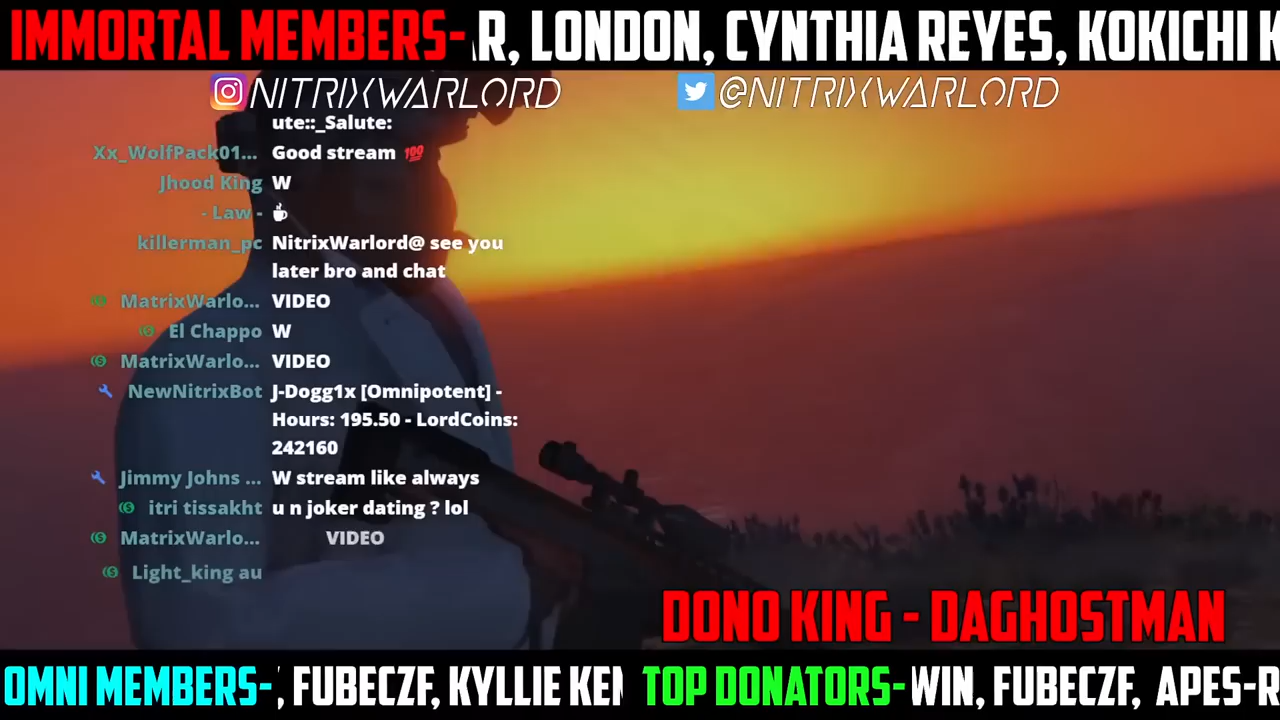 IMMORTAL MEMBERS- R, LONDON, CYNTHIA REYES, KOKICHI K
NITRIXWARLORD @NITRIXWARLORD
ute::_Salute:
Xx_WolfPack01... Good stream 💯
Jhood King W
- Law - ☕
killerman_pc NitrixWarlord@ see you
later bro and chat
MatrixWarlo... VIDEO
El Chappo W
MatrixWarlo... VIDEO
NewNitrixBot J-Dogg1x [Omnipotent] -
Hours: 195.50 - LordCoins:
242160
Jimmy Johns ... W stream like always
itri tissakht u n joker dating ? lol
MatrixWarlo... VIDEO
Light_king au
DONO KING - DAGHOSTMAN
OMNI MEMBERS- , FUBECZF, KYLLIE KE TOP DONATORS- WIN, FUBECZF, APES-R